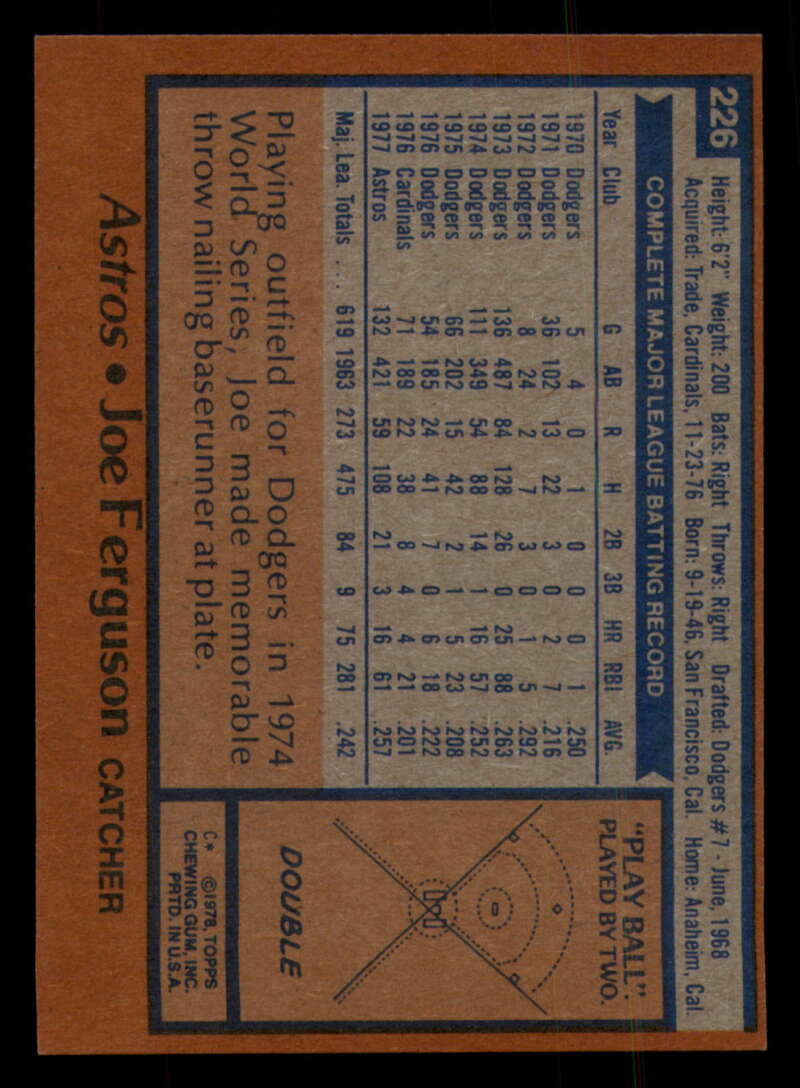 226
Height: 6'2" Weight: 200 Bats: Right Throws: Right Drafted: Dodgers #7 - June, 1968
Acquired: Trade, Cardinals, 11-23-76 Born: 9-19-46, San Francisco, Cal. Home: Anaheim, Cal.
COMPLETE MAJOR LEAGUE BATTING RECORD
Year Club G AB R H 2B 3B HR RBI AVG.
1970 Dodgers 5 4 0 1 0 0 0 1 .250
1971 Dodgers 36 102 13 22 3 0 2 7 .216
1972 Dodgers 8 24 2 7 3 0 1 5 .292
1973 Dodgers 136 487 84 128 26 0 25 88 .263
1974 Dodgers 111 349 54 88 14 1 16 57 .252
1975 Dodgers 66 202 15 42 2 1 5 23 .208
1976 Dodgers 54 185 24 41 7 0 6 18 .222
1976 Cardinals 71 189 22 38 8 4 4 21 .201
1977 Astros 132 421 59 108 21 3 16 61 .257
Maj. Lea. Totals ... 619 1963 273 475 84 9 75 281 .242
Playing outfield for Dodgers in 1974
World Series, Joe made memorable
throw nailing baserunner at plate.
"PLAY BALL":
PLAYED BY TWO.
DOUBLE
C* ©1978, TOPPS
CHEWING GUM, INC.
PRTD. IN U.S.A.
Astros • Joe Ferguson CATCHER